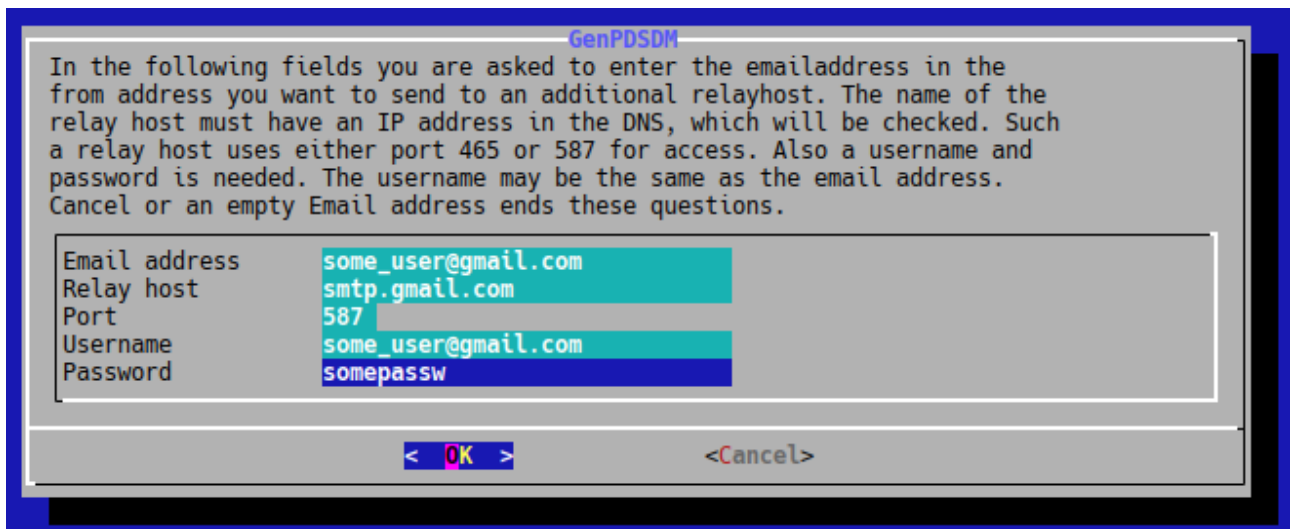 GenPDSDM
In the following fields you are asked to enter the emailaddress in the
from address you want to send to an additional relayhost. The name of the
relay host must have an IP address in the DNS, which will be checked. Such
a relay host uses either port 465 or 587 for access. Also a username and
password is needed. The username may be the same as the email address.
Cancel or an empty Email address ends these questions.
Email address some_user@gmail.com
Relay host smtp.gmail.com
Port 587
Username some_user@gmail.com
Password somepassw
< OK > <Cancel>